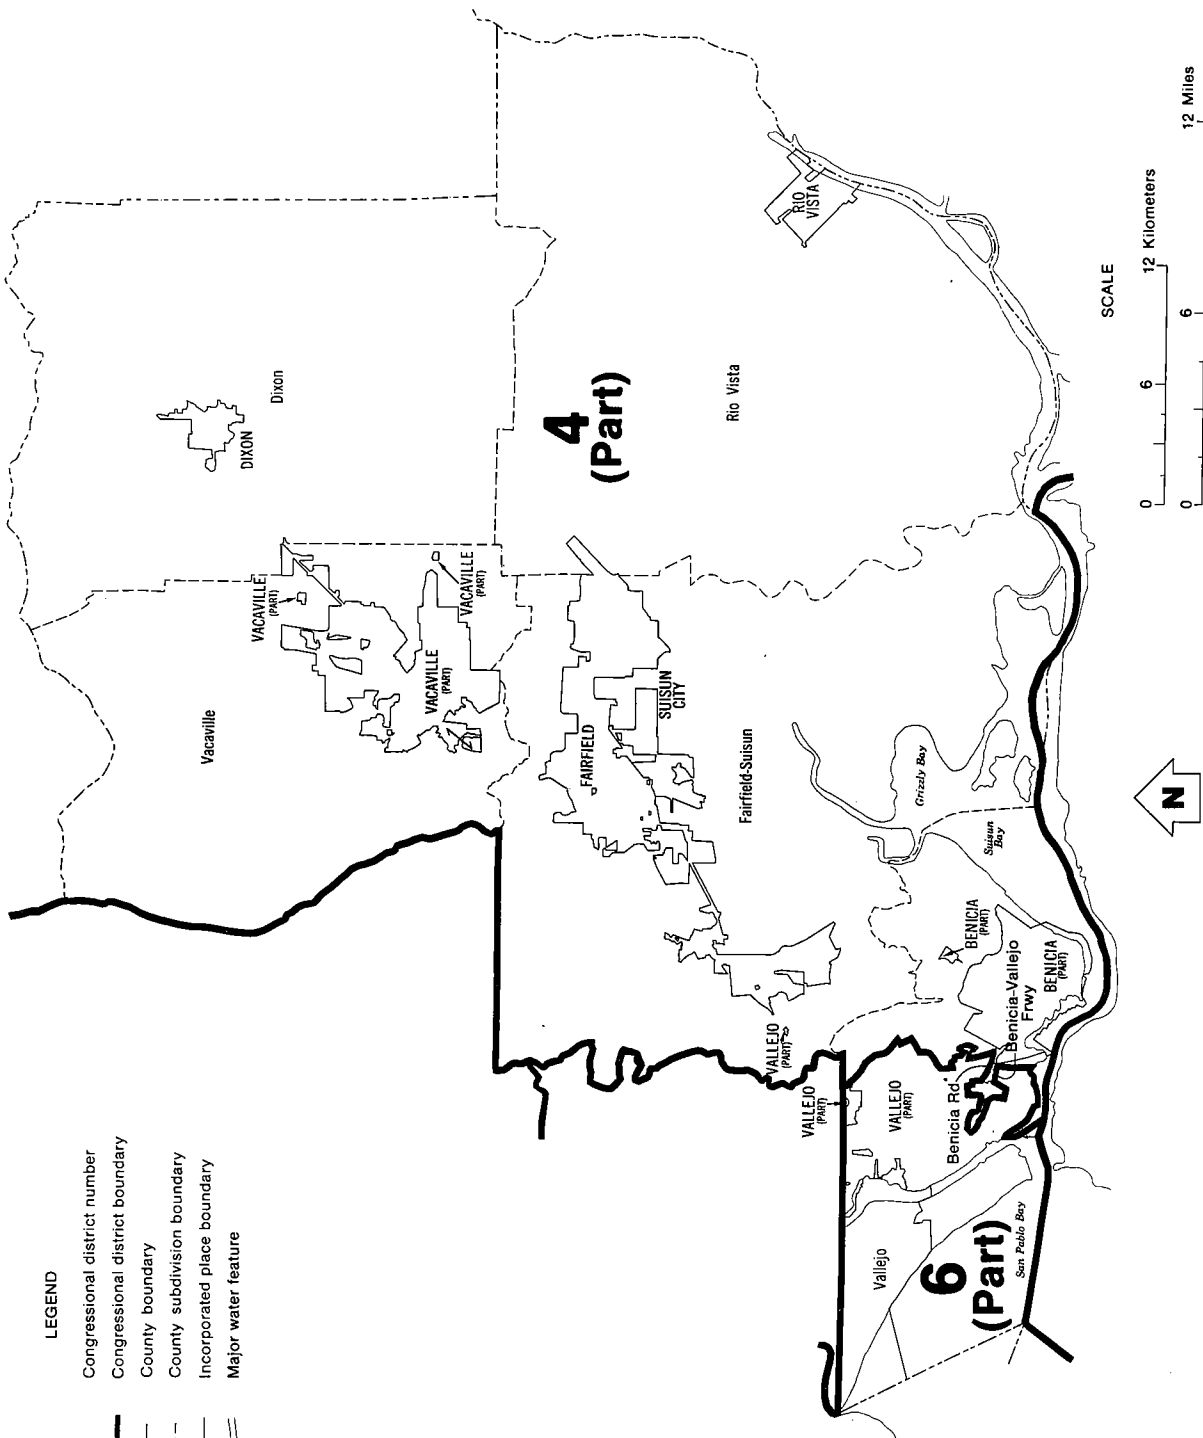 LEGEND
Congressional district number
Congressional district boundary
County boundary
County subdivision boundary
Incorporated place boundary
Major water feature
Dixon
DIXON
VACAVILLE
(PART)
VACAVILLE
(PART)
VACAVILLE
(PART)
Vacaville
4
(Part)
Rio Vista
RIO
VISTA
FAIRFIELD
SUISUN
CITY
Fairfield-Suisun
Grizzly Bay
Suisun
Bay
BENICIA
(PART)
BENICIA
(PART)
Benicia-Vallejo
Frwy
VALLEJO
(PART)
VALLEJO
(PART)
VALLEJO
(PART)
Benicia Rd
Vallejo
6
(Part)
San Pablo Bay
N
SCALE
0 6 12 Kilometers
0 6 12 Miles